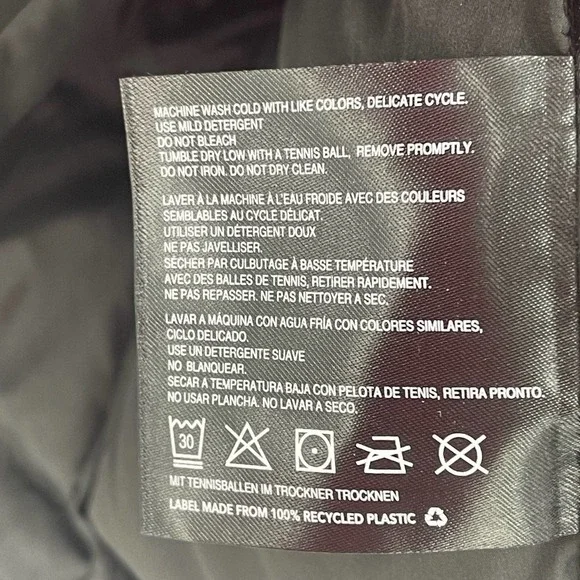 MACHINE WASH COLD WITH LIKE COLORS, DELICATE CYCLE.
USE MILD DETERGENT
DO NOT BLEACH
TUMBLE DRY LOW WITH A TENNIS BALL, REMOVE PROMPTLY.
DO NOT IRON. DO NOT DRY CLEAN.
LAVER À LA MACHINE À L'EAU FROIDE AVEC DES COULEURS
SEMBLABLES AU CYCLE DÉLICAT.
UTILISER UN DÉTERGENT DOUX
NE PAS JAVELLISER.
SÉCHER PAR CULBUTAGE À BASSE TEMPÉRATURE
AVEC DES BALLES DE TENNIS, RETIRER RAPIDEMENT.
NE PAS REPASSER. NE PAS NETTOYER A SEC.
LAVAR A MÁQUINA CON AGUA FRÍA CON COLORES SIMILARES,
CICLO DELICADO.
USE UN DETERGENTE SUAVE
NO BLANQUEAR.
SECAR A TEMPERATURA BAJA CON PELOTA DE TENIS, RETIRA PRONTO.
NO USAR PLANCHA. NO LAVAR A SECO.
30
MIT TENNISBALLEN IM TROCKNER TROCKNEN
LABEL MADE FROM 100% RECYCLED PLASTIC